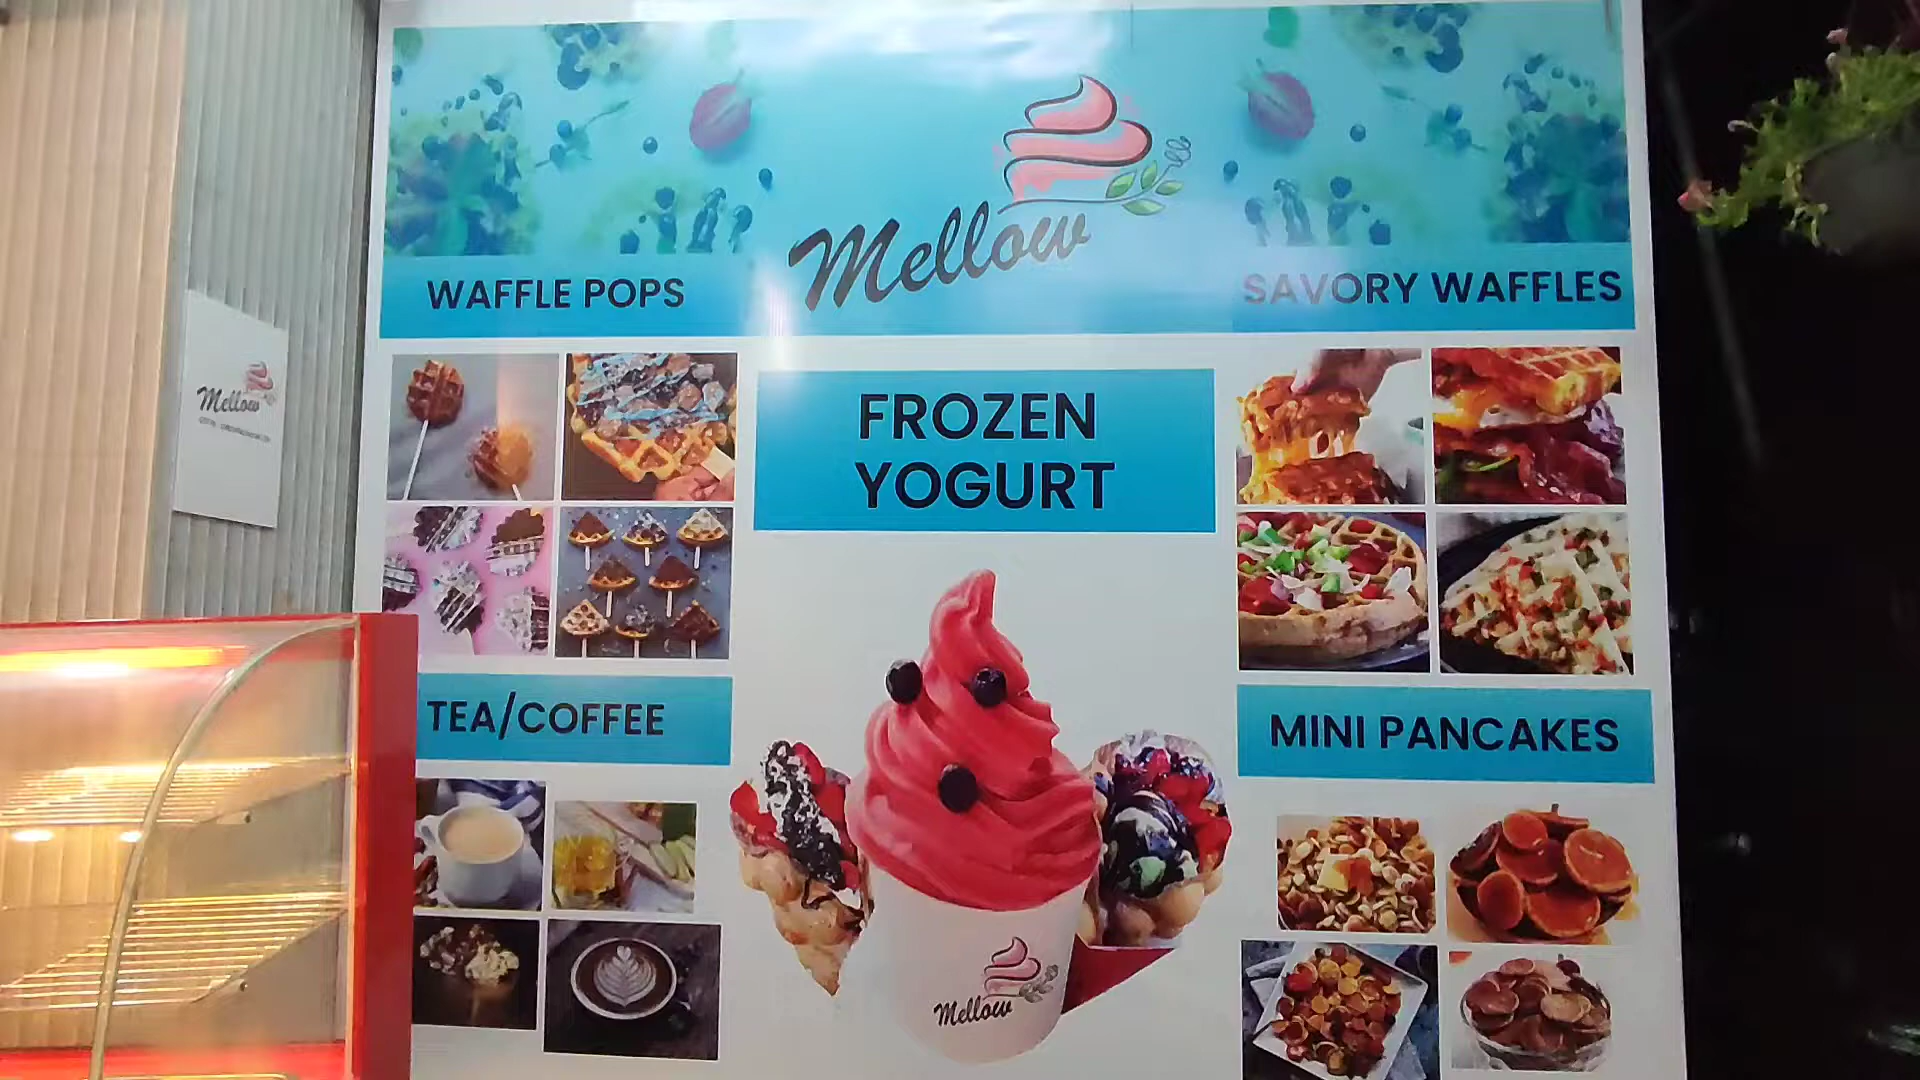 Mellow
WAFFLE POPS
SAVORY WAFFLES
Mellow
FROZEN
YOGURT
TEA/COFFEE
MINI PANCAKES
Mellow